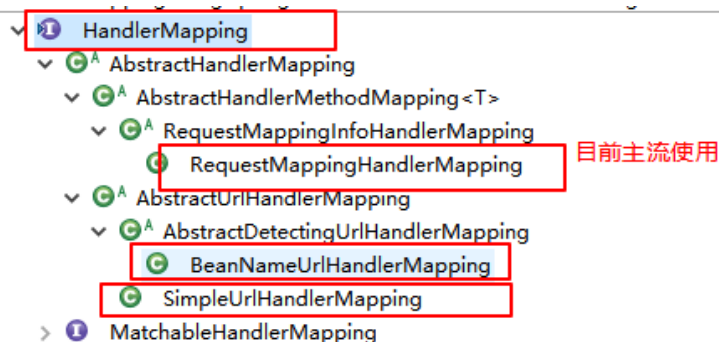 HandlerMapping
AbstractHandlerMapping
AbstractHandlerMethodMapping<T>
RequestMappingInfoHandlerMapping
RequestMappingHandlerMapping
目前主流使用
AbstractUrlHandlerMapping
AbstractDetectingUrlHandlerMapping
BeanNameUrlHandlerMapping
SimpleUrlHandlerMapping
MatchableHandlerMapping